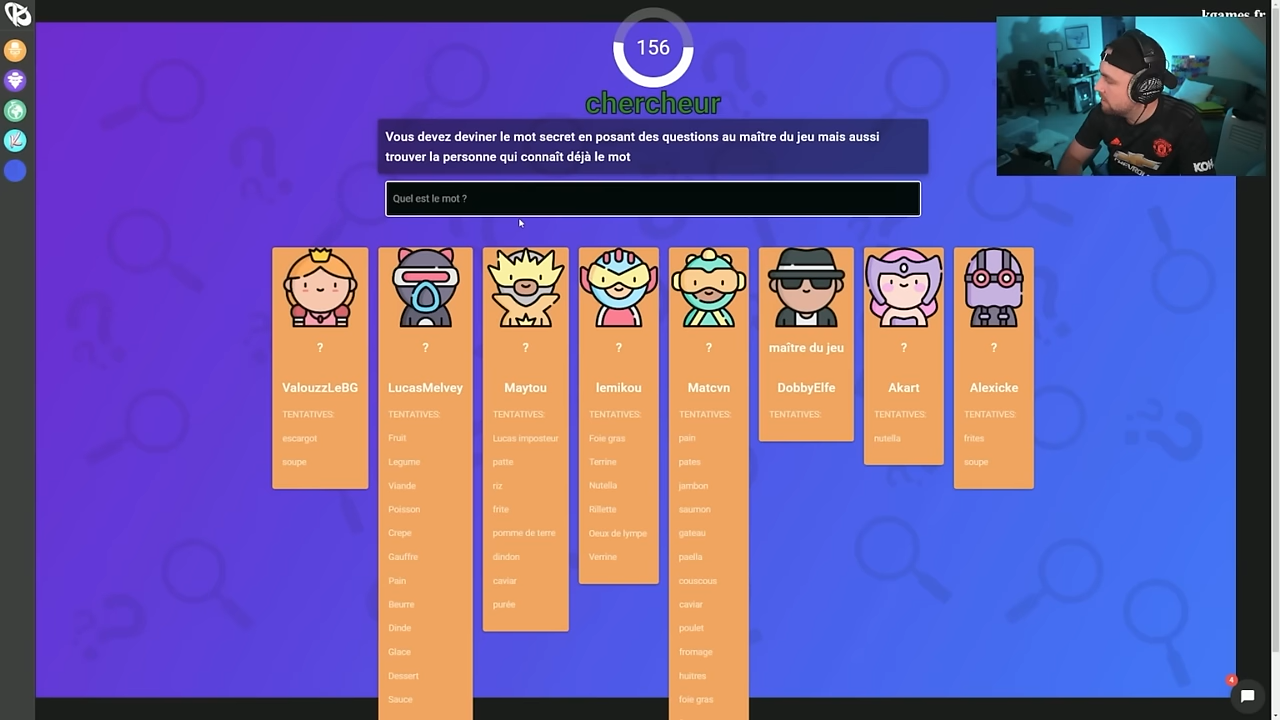 kgames.fr
156
chercheur
Vous devez deviner le mot secret en posant des questions au maître du jeu mais aussi
trouver la personne qui connaît déjà le mot
Quel est le mot ?
?
ValouzzLeBG
TENTATIVES:
escargot
soupe
?
LucasMelvey
TENTATIVES:
Fruit
Legume
Viande
Poisson
Crepe
Gauffre
Pain
Beurre
Dinde
Glace
Dessert
Sauce
?
Maytou
TENTATIVES:
Lucas imposteur
patte
riz
frite
pomme de terre
dindon
caviar
purée
?
lemikou
TENTATIVES:
Foie gras
Terrine
Nutella
Rillette
Oeux de lympe
Verrine
?
Matcvn
TENTATIVES:
pain
pates
jambon
saumon
gateau
paella
couscous
caviar
poulet
fromage
huitres
foie gras
maître du jeu
DobbyElfe
TENTATIVES:
?
Akart
TENTATIVES:
nutella
?
Alexicke
TENTATIVES:
frites
soupe
CHEVROLET
KOH
4